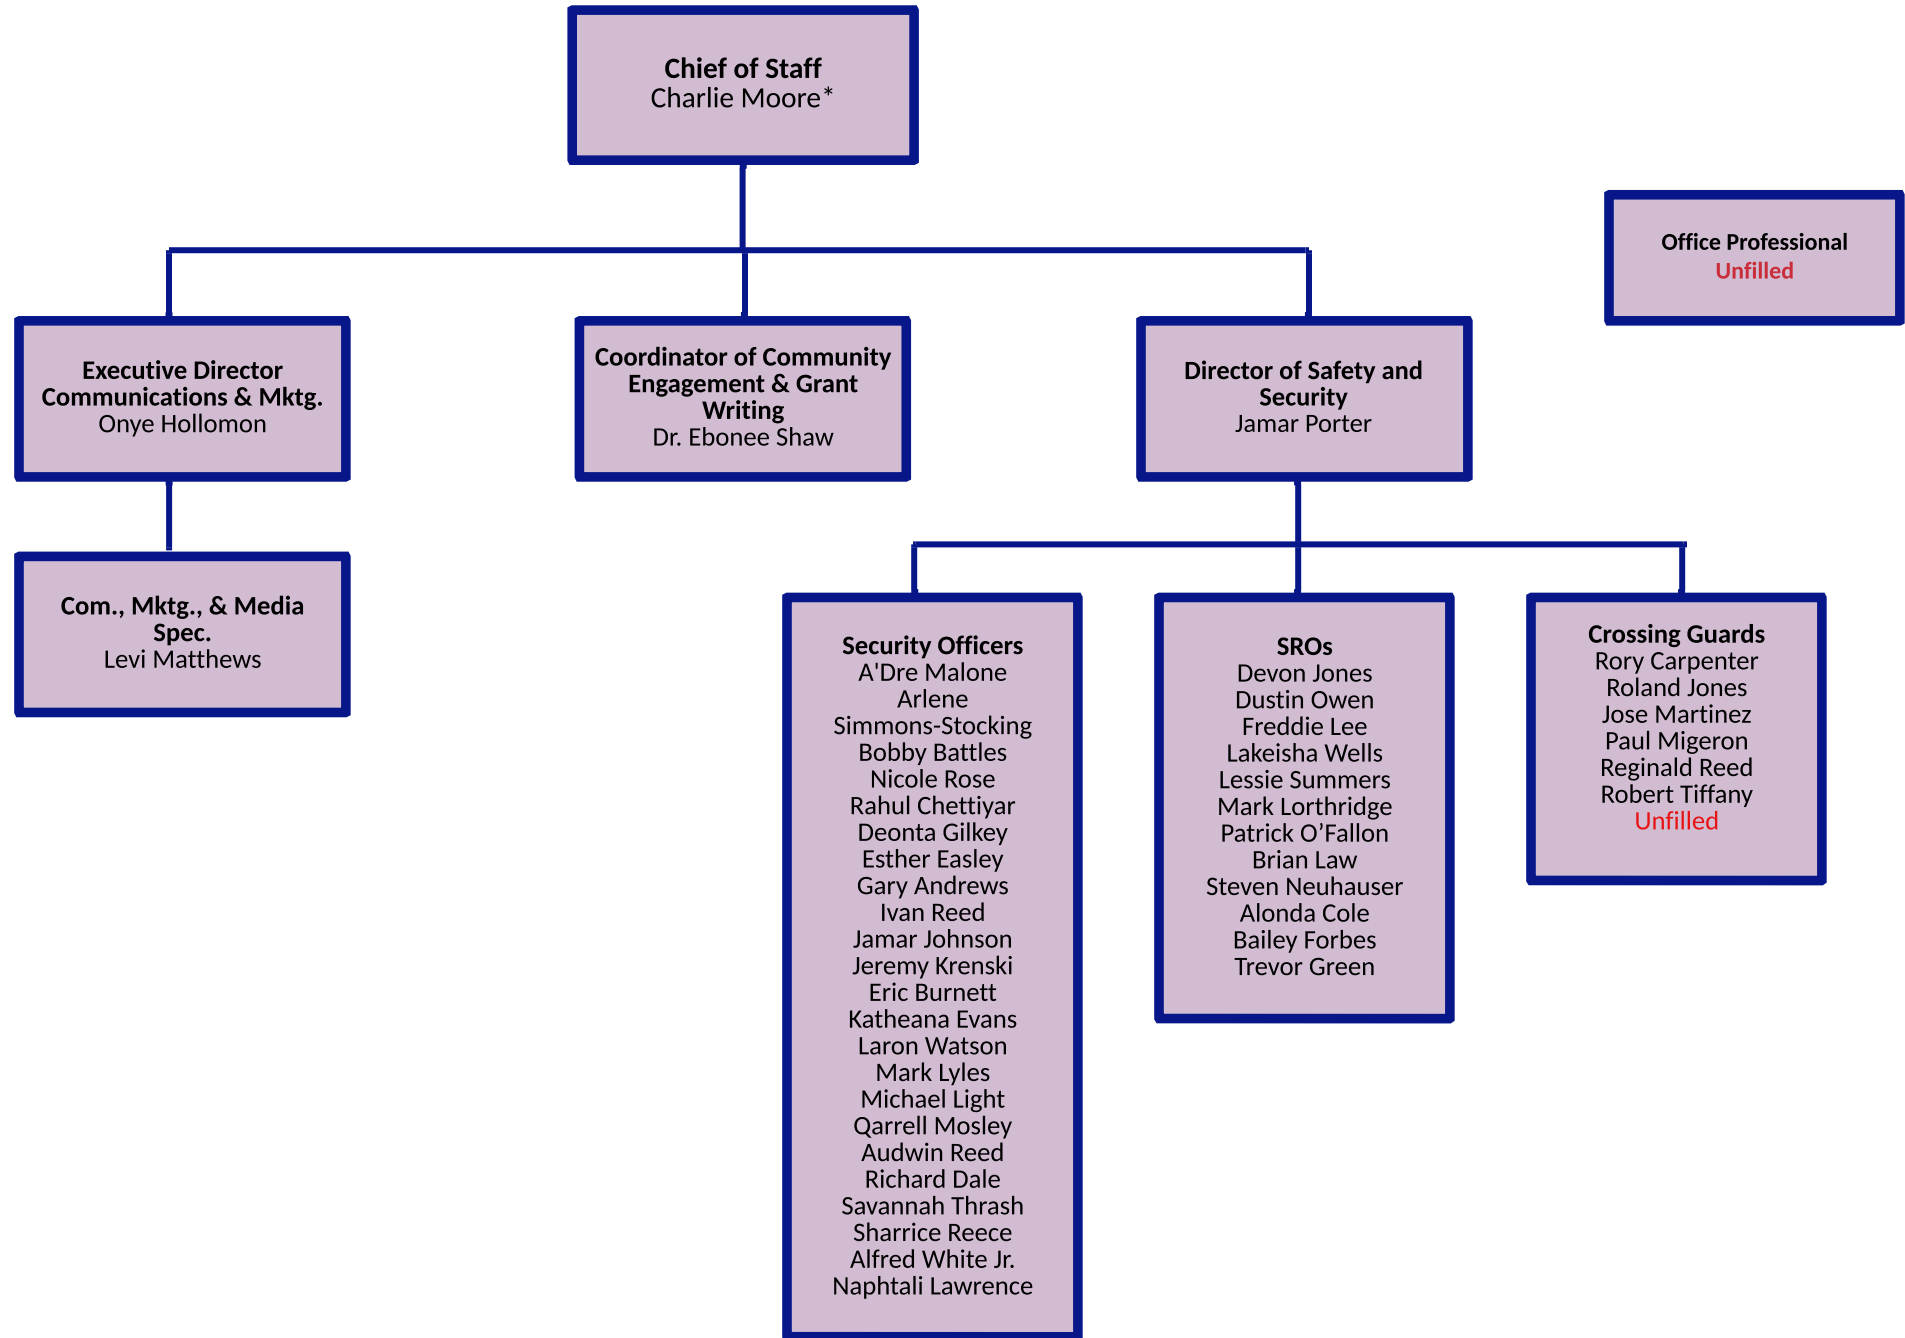 Chief of Staff
Charlie Moore*
Office Professional
Unfilled
Executive Director
Communications & Mktg.
Onye Hollomon
Coordinator of Community
Engagement & Grant
Writing
Dr. Ebonee Shaw
Director of Safety and
Security
Jamar Porter
Com., Mktg., & Media
Spec.
Levi Matthews
Security Officers
A'Dre Malone
Arlene
Simmons-Stocking
Bobby Battles
Nicole Rose
Rahul Chettiyar
Deonta Gilkey
Esther Easley
Gary Andrews
Ivan Reed
Jamar Johnson
Jeremy Krenski
Eric Burnett
Katheana Evans
Laron Watson
Mark Lyles
Michael Light
Qarrell Mosley
Audwin Reed
Richard Dale
Savannah Thrash
Sharrice Reece
Alfred White Jr.
Naphtali Lawrence
SROs
Devon Jones
Dustin Owen
Freddie Lee
Lakeisha Wells
Lessie Summers
Mark Lorthridge
Patrick O’Fallon
Brian Law
Steven Neuhauser
Alonda Cole
Bailey Forbes
Trevor Green
Crossing Guards
Rory Carpenter
Roland Jones
Jose Martinez
Paul Migeron
Reginald Reed
Robert Tiffany
Unfilled